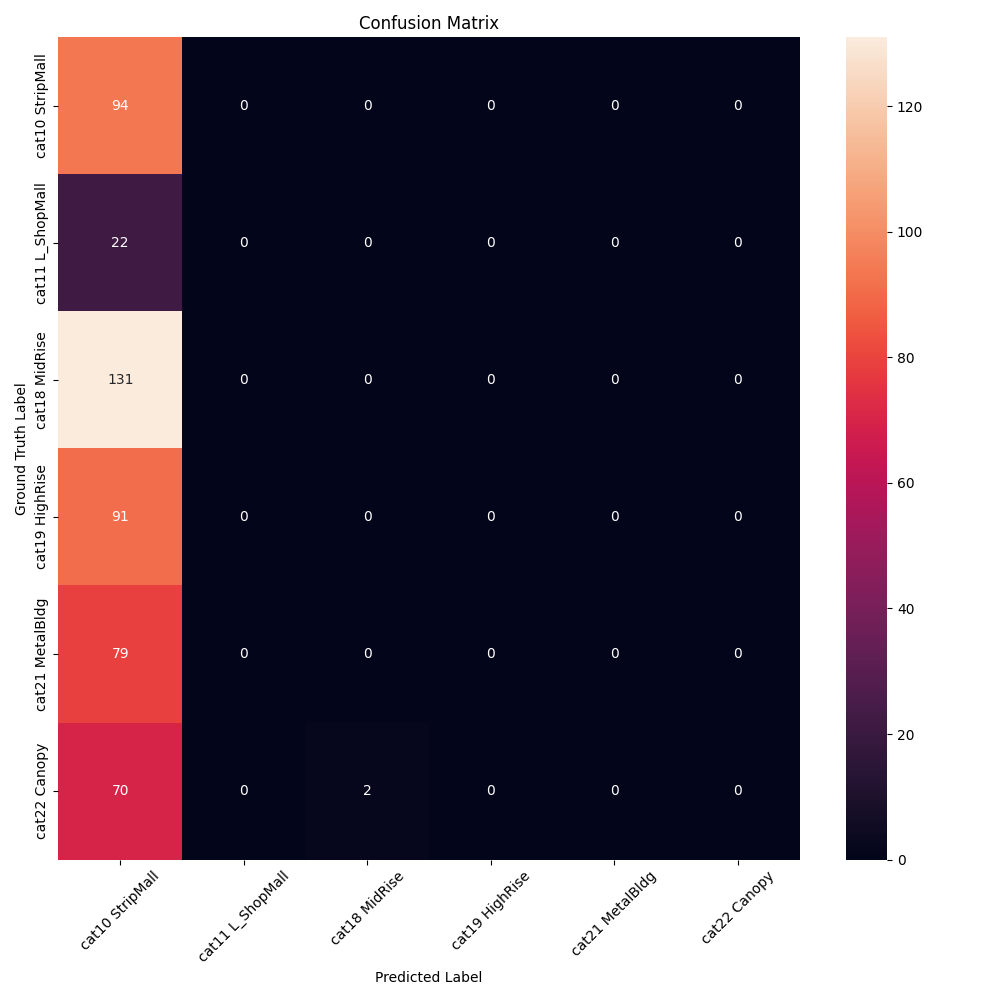 Confusion Matrix
Ground Truth Label
cat10 StripMall
94 0 0 0 0 0
cat11 L_ShopMall
22 0 0 0 0 0
cat18 MidRise
131 0 0 0 0 0
cat19 HighRise
91 0 0 0 0 0
cat21 MetalBldg
79 0 0 0 0 0
cat22 Canopy
70 0 2 0 0 0
cat10 StripMall
cat11 L_ShopMall
cat18 MidRise
cat19 HighRise
cat21 MetalBldg
cat22 Canopy
Predicted Label
120
100
80
60
40
20
0